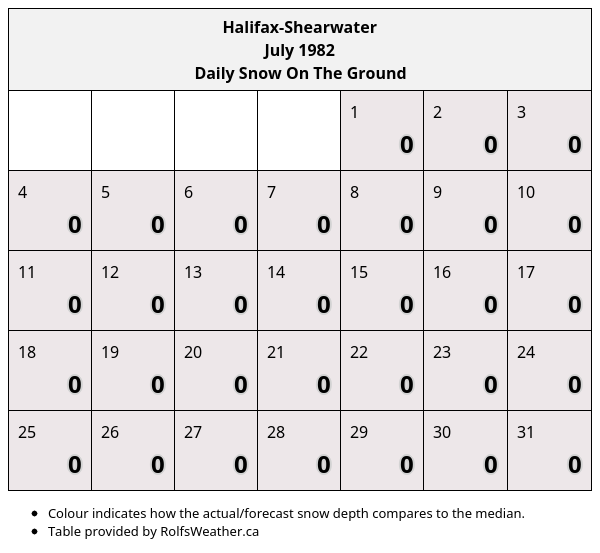 Halifax-Shearwater
July 1982
Daily Snow On The Ground
1 2 3
0 0 0
4 5 6 7 8 9 10
0 0 0 0 0 0 0
11 12 13 14 15 16 17
0 0 0 0 0 0 0
18 19 20 21 22 23 24
0 0 0 0 0 0 0
25 26 27 28 29 30 31
0 0 0 0 0 0 0
• Colour indicates how the actual/forecast snow depth compares to the median.
• Table provided by RolfsWeather.ca